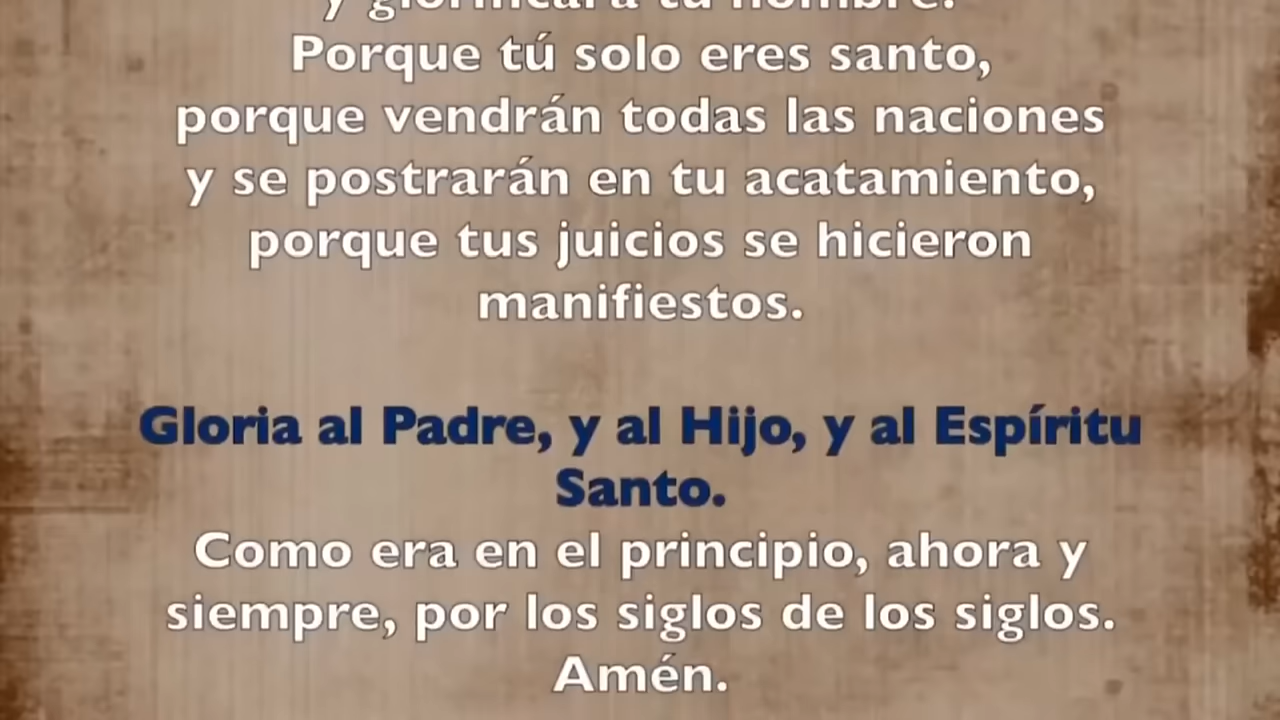 y glorificará tu nombre.
Porque tú solo eres santo,
porque vendrán todas las naciones
y se postrarán en tu acatamiento,
porque tus juicios se hicieron
manifiestos.
Gloria al Padre, y al Hijo, y al Espíritu
Santo.
Como era en el principio, ahora y
siempre, por los siglos de los siglos.
Amén.